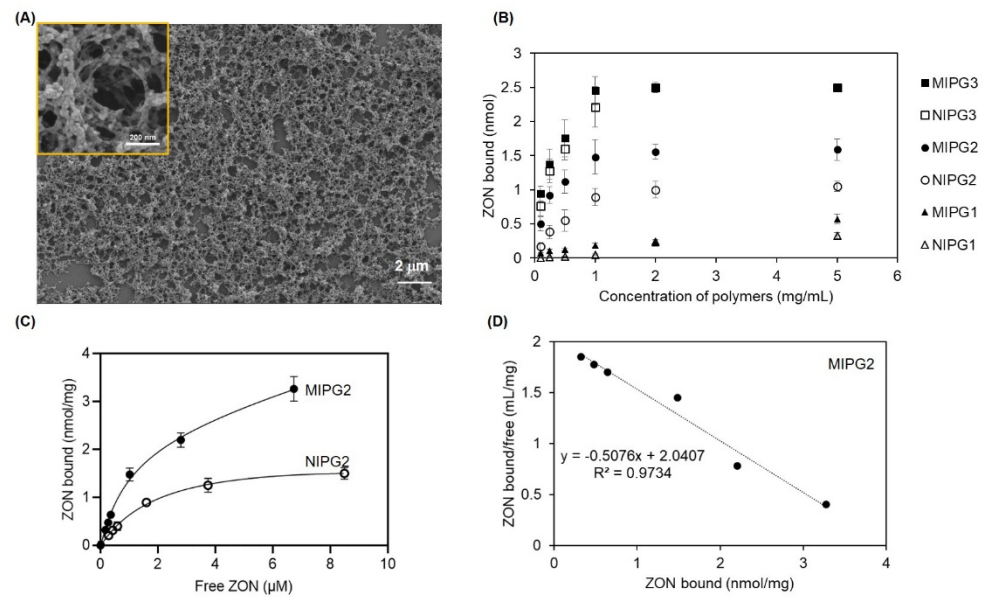 (A)
200 nm
2 μm
(B)
ZON bound (nmol)
3
2.5
2
1.5
1
0.5
0
0 1 2 3 4 5 6
Concentration of polymers (mg/mL)
MIPG3
NIPG3
MIPG2
NIPG2
MIPG1
NIPG1
(C)
ZON bound (nmol/mg)
4
3
2
1
0
0 2 4 6 8 10
Free ZON (μM)
MIPG2
NIPG2
(D)
ZON bound/free (mL/mg)
2
1.5
1
0.5
0
0 1 2 3 4
ZON bound (nmol/mg)
MIPG2
y = -0.5076x + 2.0407
R² = 0.9734